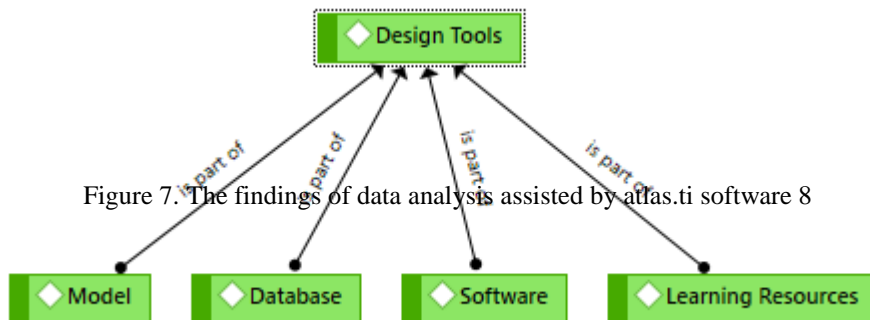 Design Tools
is part of
is part of
is part of
is part of
Figure 7. The findings of data analysis assisted by atlas.ti software 8
Model
Database
Software
Learning Resources